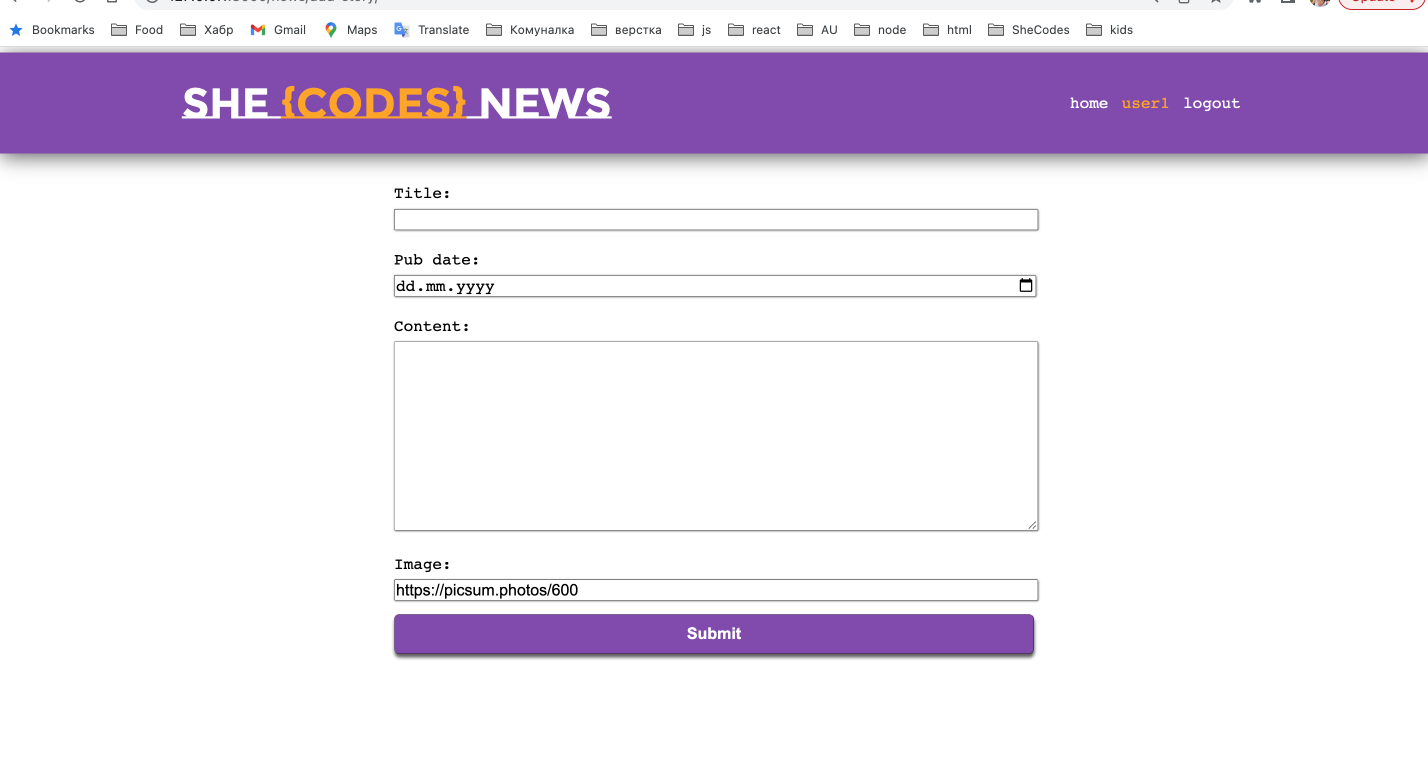 Bookmarks Food Хабр Gmail Maps Translate Комуналка верстка js react AU node html SheCodes kids
SHE {CODES} NEWS
home user1 logout
Title:
Pub date:
dd.mm.yyyy
Content:
Image:
https://picsum.photos/600
Submit